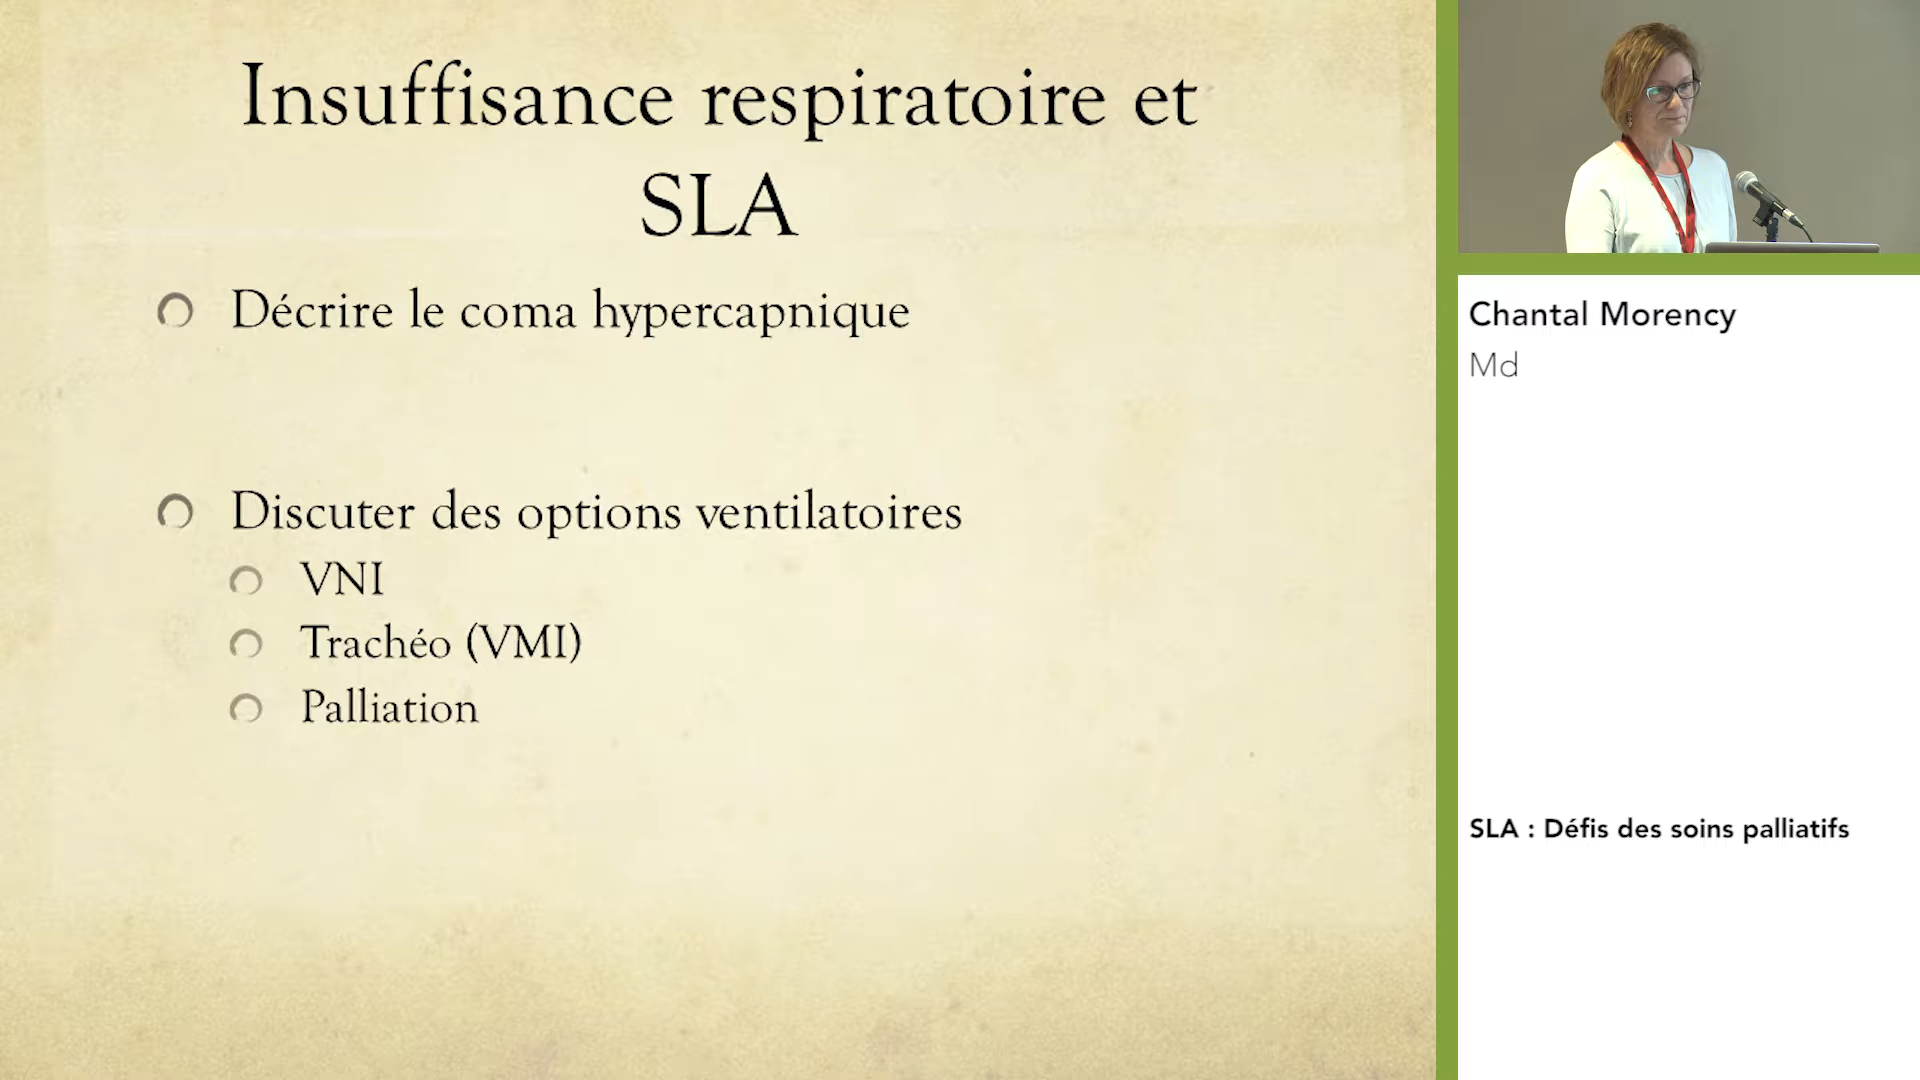 Insuffisance respiratoire et
SLA
Décrire le coma hypercapnique
Discuter des options ventilatoires
VNI
Trachéo (VMI)
Palliation
Chantal Morency
Md
SLA : Défis des soins palliatifs